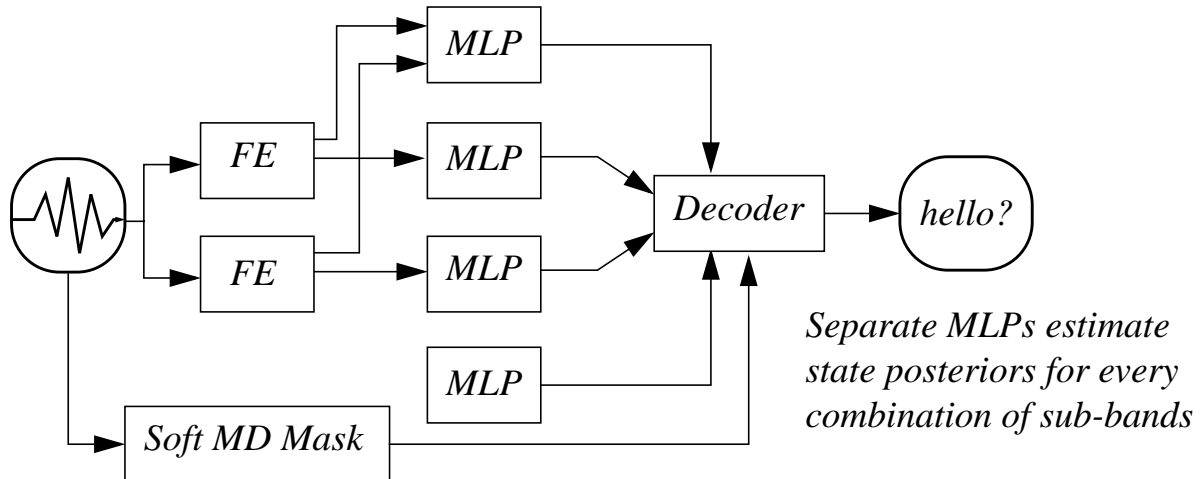 MLP
FE
MLP
Decoder
hello?
FE
MLP
MLP
Soft MD Mask
Separate MLPs estimate
state posteriors for every
combination of sub-bands